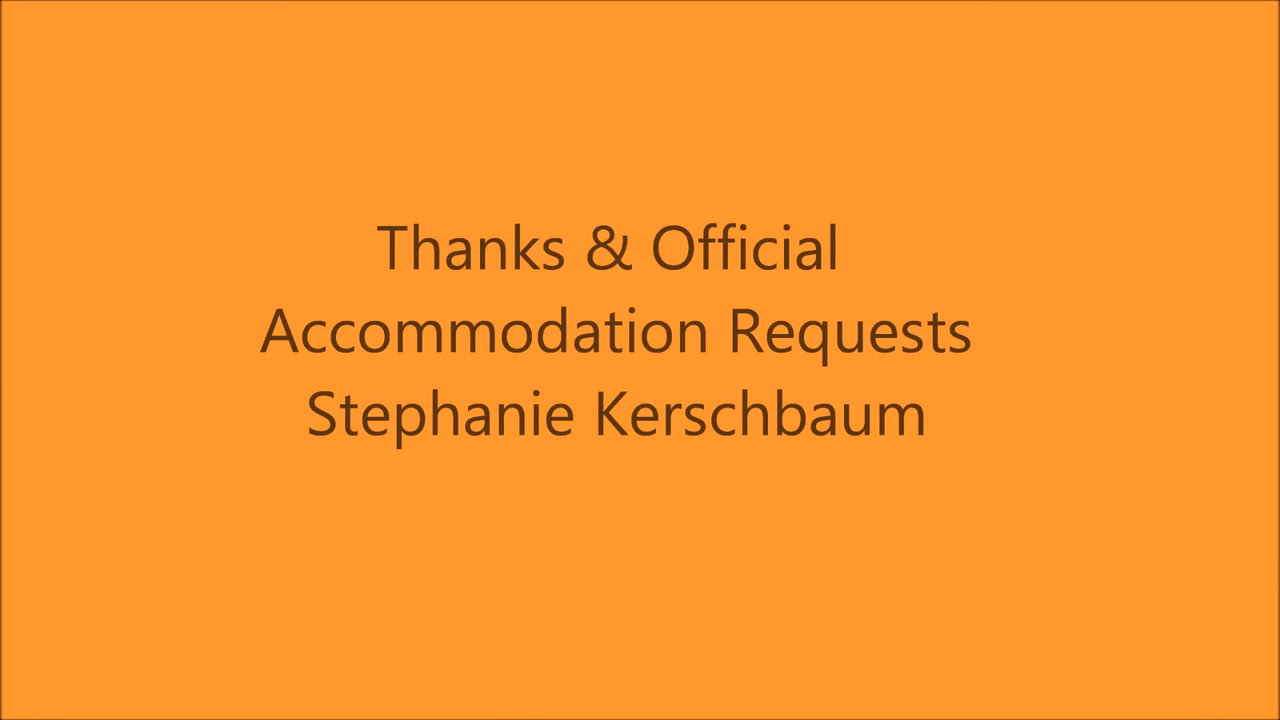 Thanks & Official
Accommodation Requests
Stephanie Kerschbaum